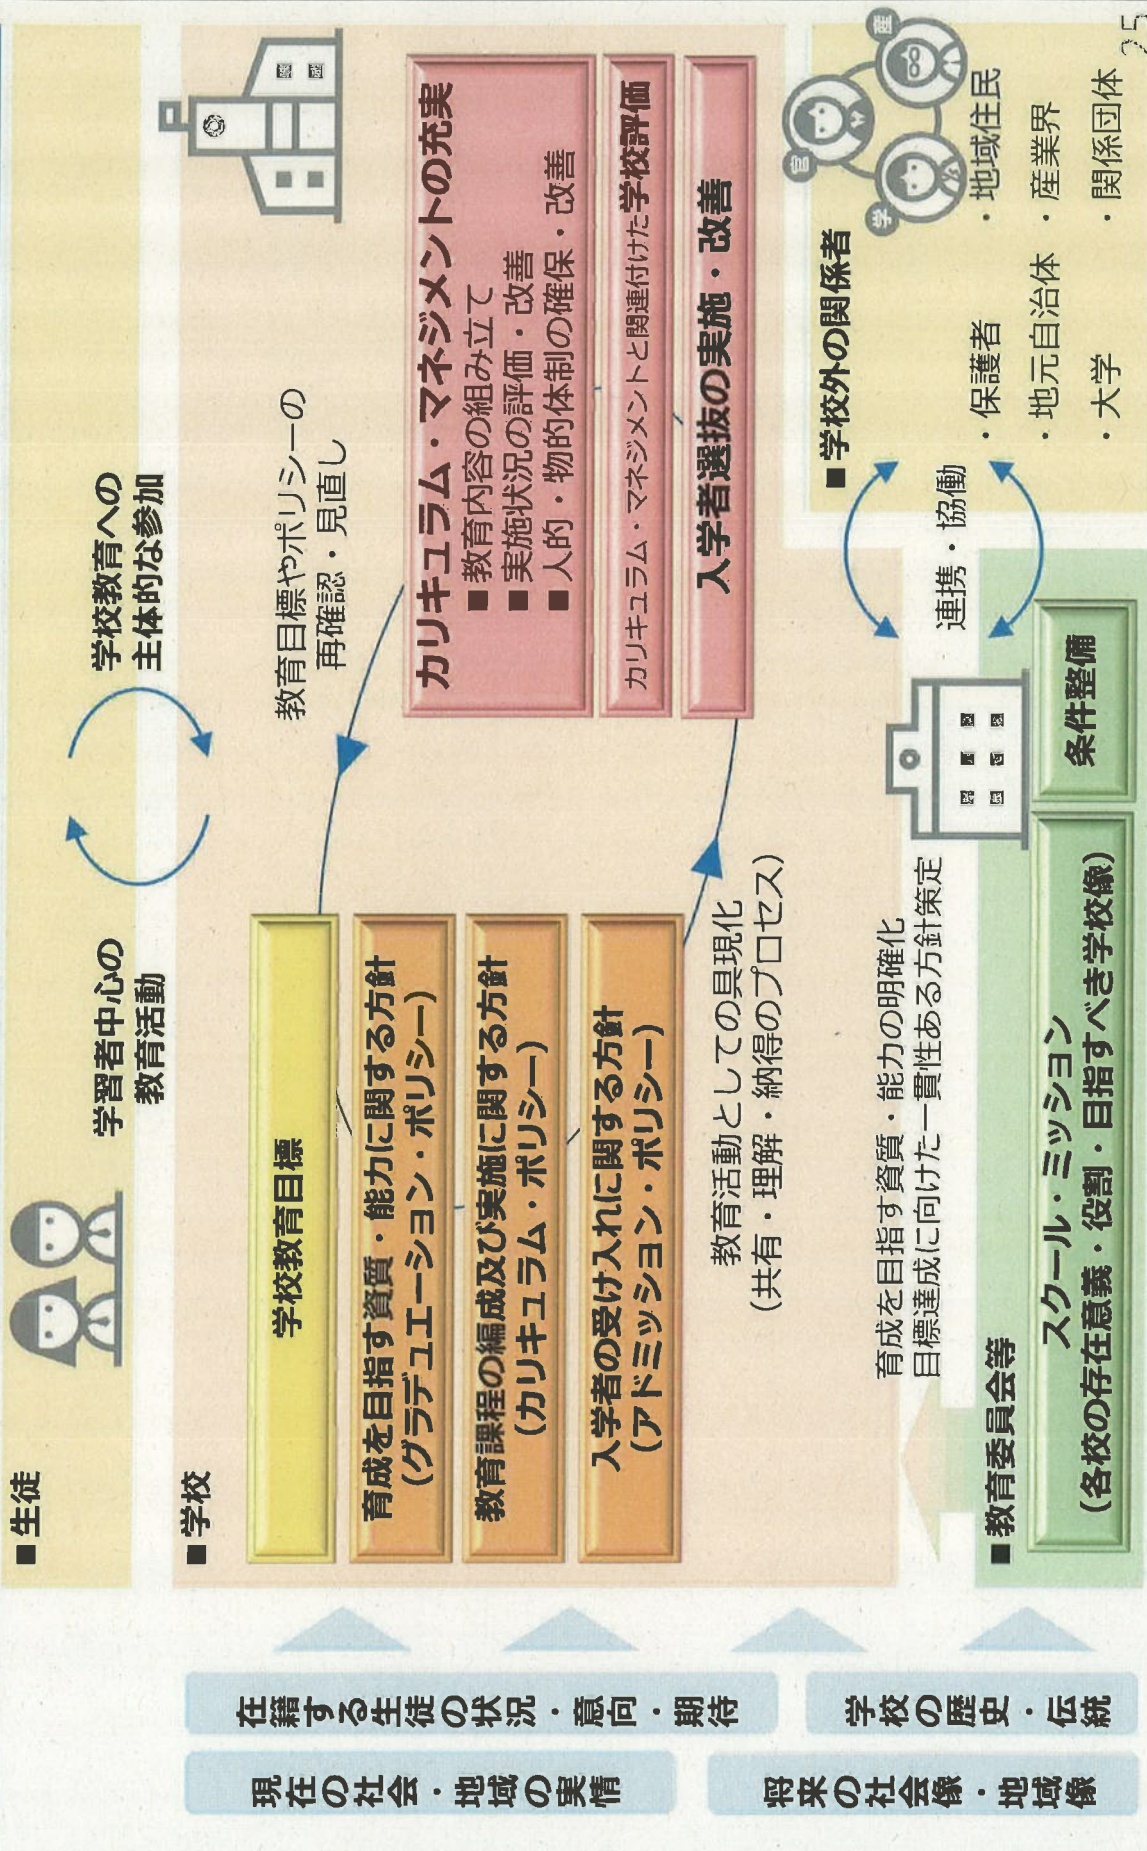 現在の社会・地域の実情
将来の社会像・地域像
在籍する生徒の状況・意向・期待
学校の歴史・伝統
■生徒
学習者中心の
教育活動
学校教育への
主体的な参加
■学校
学校教育目標
育成を目指す資質・能力に関する方針
(グラデュエーション・ポリシー)
教育課程の編成及び実施に関する方針
(カリキュラム・ポリシー)
入学者の受け入れに関する方針
(アドミッション・ポリシー)
教育目標やポリシーの
再確認・見直し
教育活動としての具現化
(共有・理解・納得のプロセス)
カリキュラム・マネジメントの充実
■教育内容の組み立て
■実施状況の評価・改善
■人的・物的体制の確保・改善
カリキュラム・マネジメントと関連付けた学校評価
入学者選抜の実施・改善
育成を目指す資質・能力の明確化
目標達成に向けた一貫性ある方針策定
■教育委員会等
スクール・ミッション
(各校の存在意義・役割・目指すべき学校像)
条件整備
連携・協働
■学校外の関係者
学
官
産
・保護者 ・地域住民
・地元自治体 ・産業界
・大学 ・関係団体
25